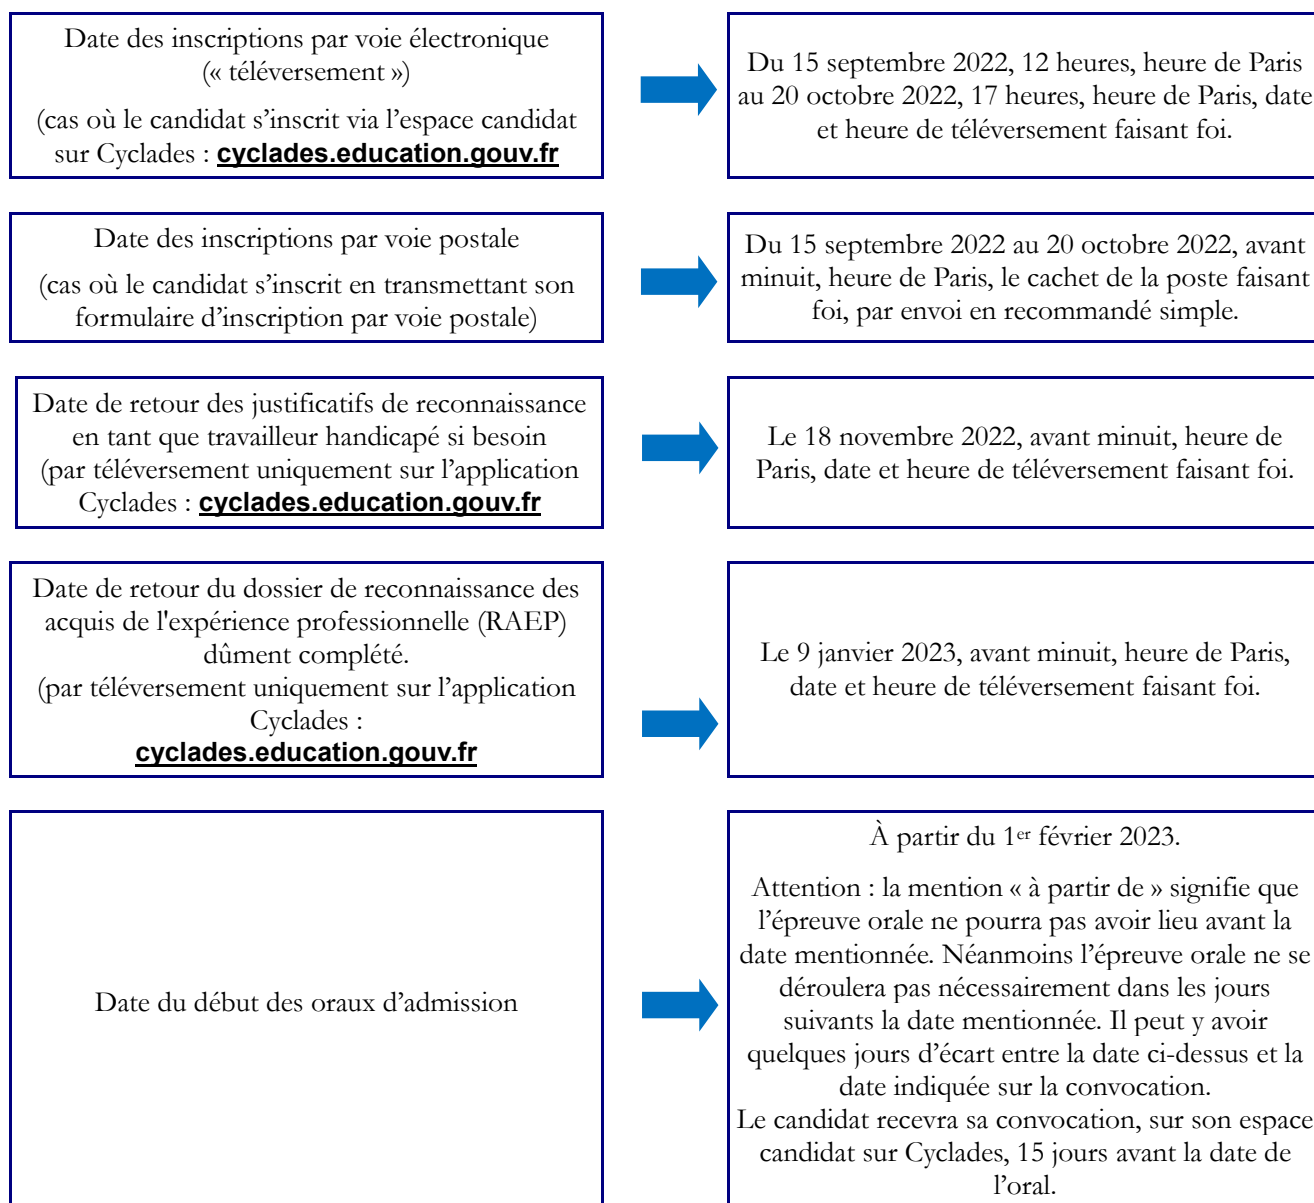 Date des inscriptions par voie électronique
(« téléversement »)
(cas où le candidat s’inscrit via l’espace candidat
sur Cyclades : cyclades.education.gouv.fr
Du 15 septembre 2022, 12 heures, heure de Paris
au 20 octobre 2022, 17 heures, heure de Paris, date
et heure de téléversement faisant foi.
Date des inscriptions par voie postale
(cas où le candidat s’inscrit en transmettant son
formulaire d’inscription par voie postale)
Du 15 septembre 2022 au 20 octobre 2022, avant
minuit, heure de Paris, le cachet de la poste faisant
foi, par envoi en recommandé simple.
Date de retour des justificatifs de reconnaissance
en tant que travailleur handicapé si besoin
(par téléversement uniquement sur l’application
Cyclades : cyclades.education.gouv.fr
Le 18 novembre 2022, avant minuit, heure de
Paris, date et heure de téléversement faisant foi.
Date de retour du dossier de reconnaissance des
acquis de l'expérience professionnelle (RAEP)
dûment complété.
(par téléversement uniquement sur l’application
Cyclades :
cyclades.education.gouv.fr
Le 9 janvier 2023, avant minuit, heure de Paris,
date et heure de téléversement faisant foi.
Date du début des oraux d’admission
À partir du 1er février 2023.
Attention : la mention « à partir de » signifie que
l’épreuve orale ne pourra pas avoir lieu avant la
date mentionnée. Néanmoins l’épreuve orale ne se
déroulera pas nécessairement dans les jours
suivants la date mentionnée. Il peut y avoir
quelques jours d’écart entre la date ci-dessus et la
date indiquée sur la convocation.
Le candidat recevra sa convocation, sur son espace
candidat sur Cyclades, 15 jours avant la date de
l’oral.